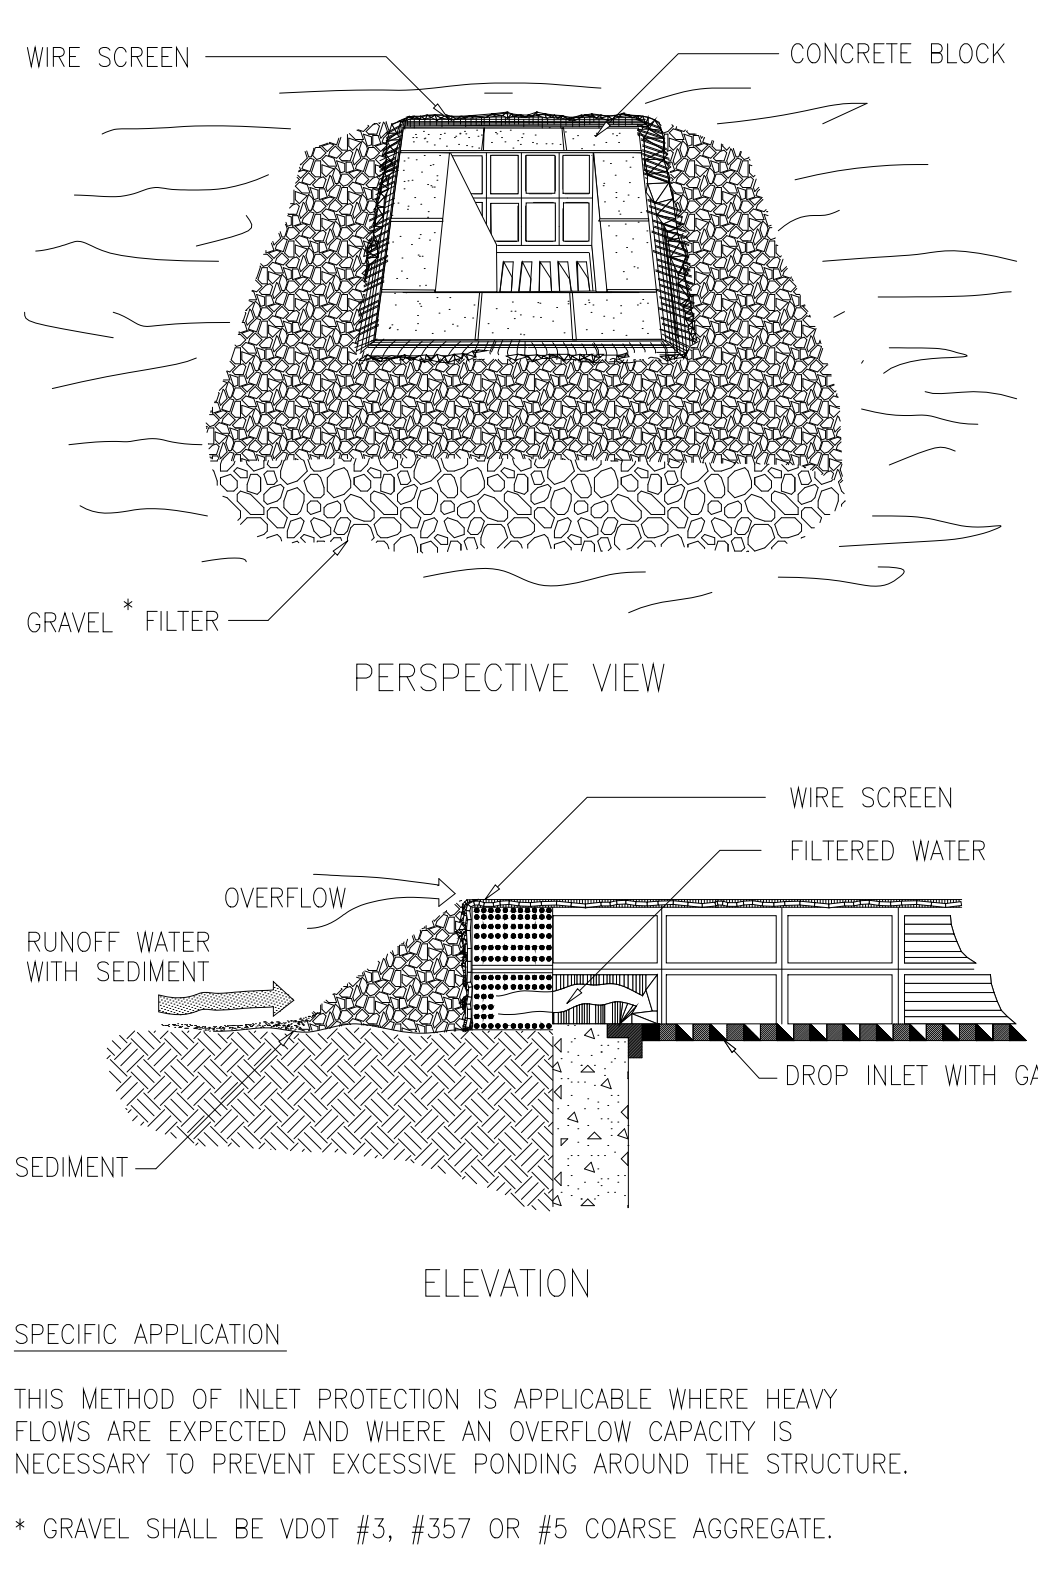 WIRE SCREEN
CONCRETE BLOCK
GRAVEL * FILTER
PERSPECTIVE VIEW
WIRE SCREEN
FILTERED WATER
OVERFLOW
RUNOFF WATER
WITH SEDIMENT
DROP INLET WITH GA
SEDIMENT
ELEVATION
SPECIFIC APPLICATION
THIS METHOD OF INLET PROTECTION IS APPLICABLE WHERE HEAVY
FLOWS ARE EXPECTED AND WHERE AN OVERFLOW CAPACITY IS
NECESSARY TO PREVENT EXCESSIVE PONDING AROUND THE STRUCTURE.
* GRAVEL SHALL BE VDOT #3, #357 OR #5 COARSE AGGREGATE.